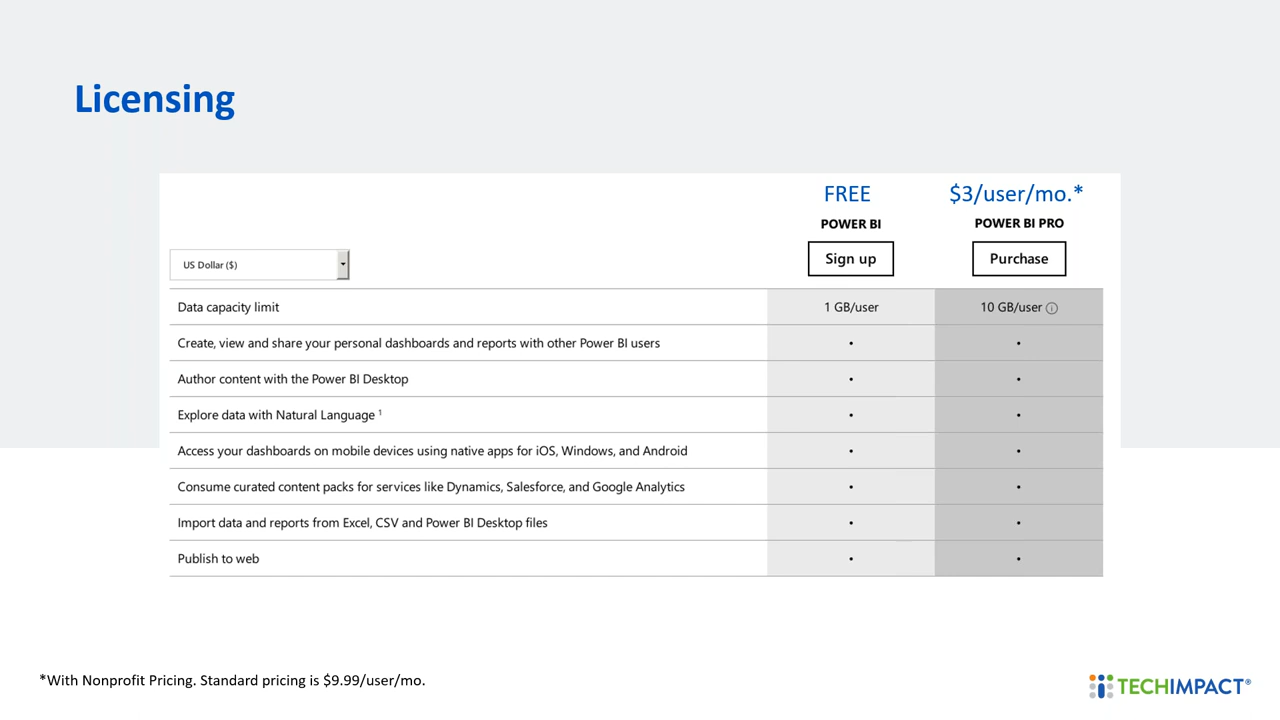 Licensing
FREE $3/user/mo.*
POWER BI POWER BI PRO
US Dollar ($) Sign up Purchase
Data capacity limit 1 GB/user 10 GB/user
Create, view and share your personal dashboards and reports with other Power BI users • •
Author content with the Power BI Desktop • •
Explore data with Natural Language ¹ • •
Access your dashboards on mobile devices using native apps for iOS, Windows, and Android • •
Consume curated content packs for services like Dynamics, Salesforce, and Google Analytics • •
Import data and reports from Excel, CSV and Power BI Desktop files • •
Publish to web • •
*With Nonprofit Pricing. Standard pricing is $9.99/user/mo.
TECHIMPACT®